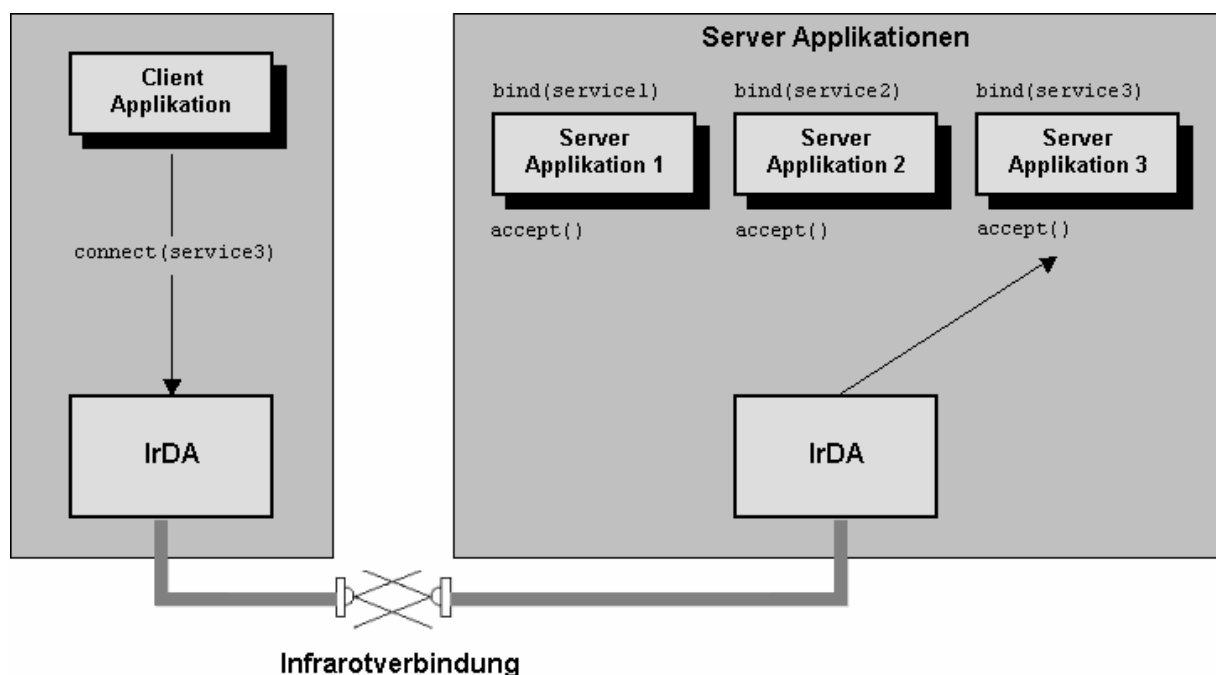 Client
Applikation
connect(service3)
IrDA
Server Applikationen
bind(service1)
bind(service2)
bind(service3)
Server
Applikation 1
Server
Applikation 2
Server
Applikation 3
accept()
accept()
accept()
IrDA
Infrarotverbindung